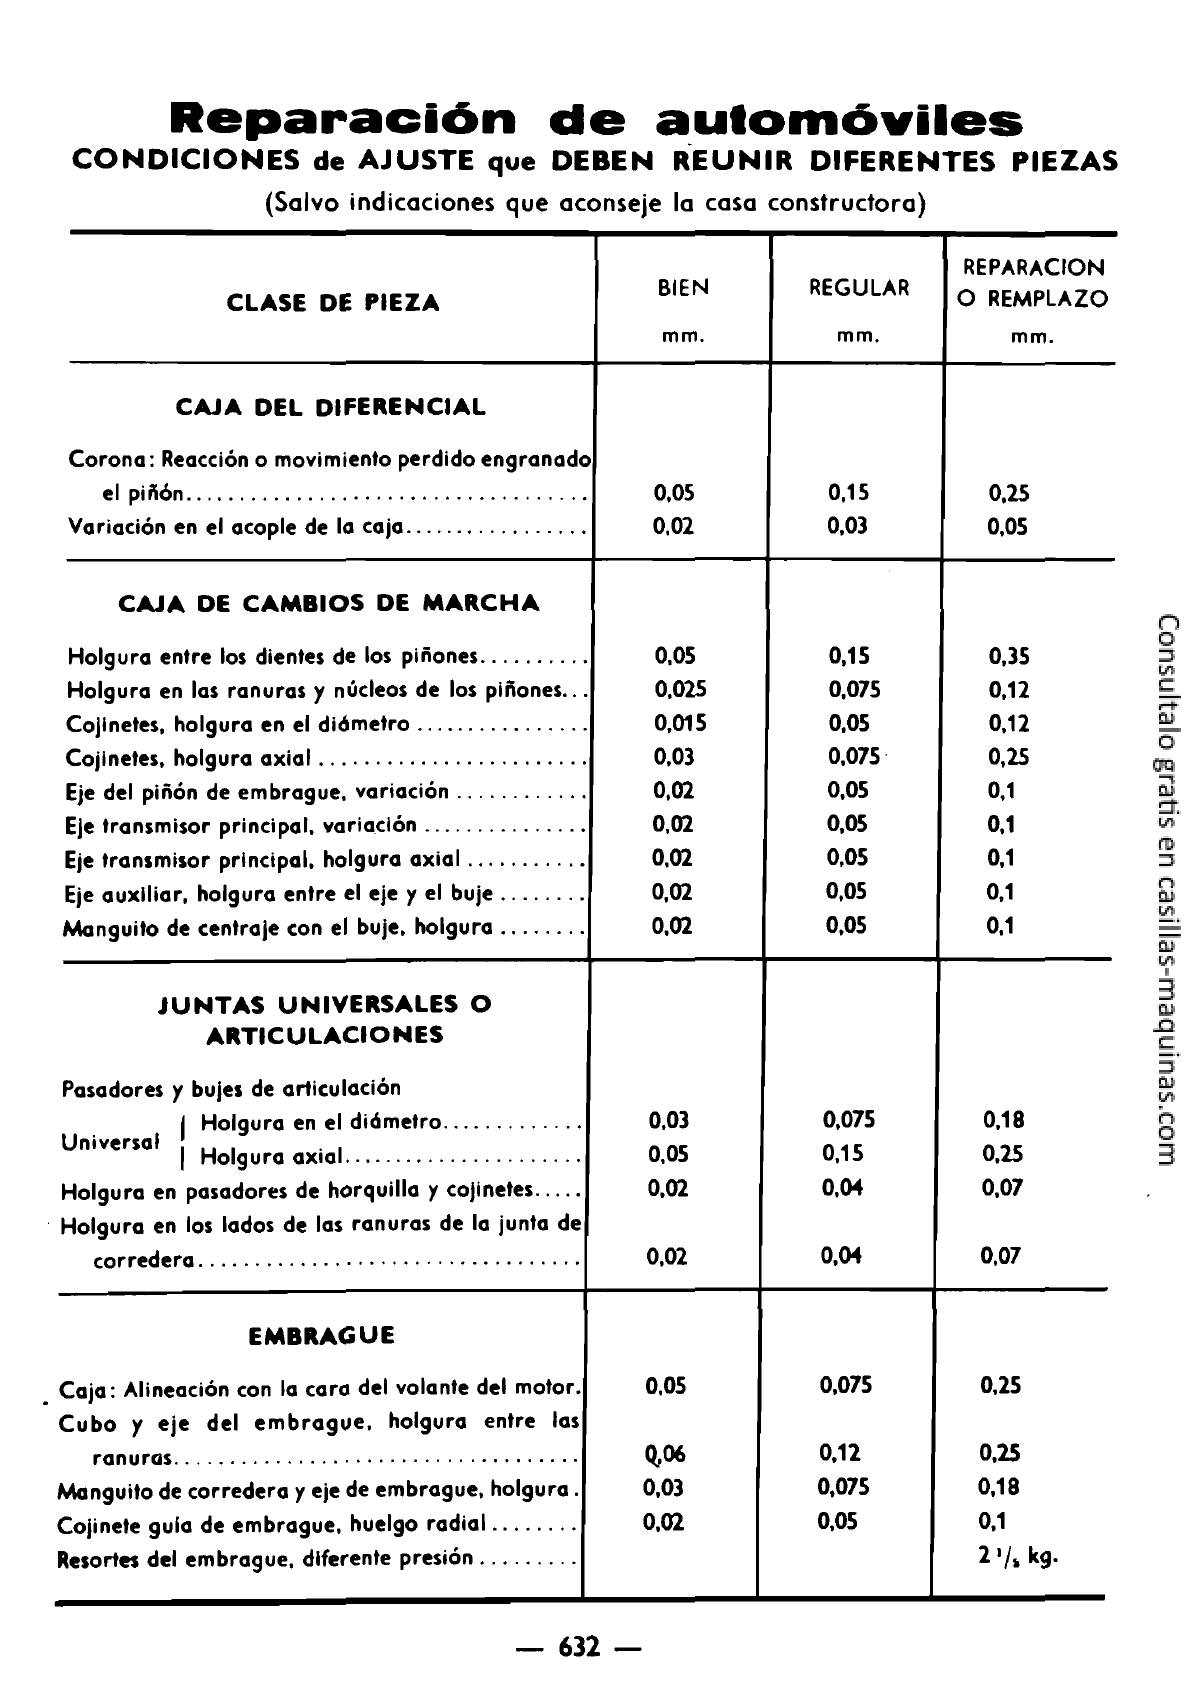 Reparación de automóviles
CONDICIONES de AJUSTE que DEBEN REUNIR DIFERENTES PIEZAS
(Salvo indicaciones que aconseje la casa constructora)
CLASE DE PIEZA BIEN mm. REGULAR mm. REPARACION O REMPLAZO mm.
CAJA DEL DIFERENCIAL
Corona: Reacción o movimiento perdido engranado
el piñón.................................. 0,05 0,15 0,25
Variación en el acople de la caja................ 0,02 0,03 0,05
CAJA DE CAMBIOS DE MARCHA
Holgura entre los dientes de los piñones.......... 0,05 0,15 0,35
Holgura en las ranuras y núcleos de los piñones... 0,025 0,075 0,12
Cojinetes, holgura en el diámetro ............... 0,015 0,05 0,12
Cojinetes, holgura axial ........................ 0,03 0,075 0,25
Eje del piñón de embrague, variación ............ 0,02 0,05 0,1
Eje transmisor principal, variación .............. 0,02 0,05 0,1
Eje transmisor principal, holgura axial ........... 0,02 0,05 0,1
Eje auxiliar, holgura entre el eje y el buje ........ 0,02 0,05 0,1
Manguito de centraje con el buje, holgura ........ 0,02 0,05 0,1
JUNTAS UNIVERSALES O
ARTICULACIONES
Pasadores y bujes de articulación
Universal
Holgura en el diámetro............. 0,03 0,075 0,18
Holgura axial...................... 0,05 0,15 0,25
Holgura en pasadores de horquilla y cojinetes..... 0,02 0,04 0,07
Holgura en los lados de las ranuras de la junta de
corredera.................................. 0,02 0,04 0,07
EMBRAGUE
Caja: Alineación con la cara del volante del motor. 0,05 0,075 0,25
Cubo y eje del embrague, holgura entre las
ranuras.................................... 0,06 0,12 0,25
Manguito de corredera y eje de embrague, holgura. 0,03 0,075 0,18
Cojinete guía de embrague, huelgo radial ........ 0,02 0,05 0,1
Resortes del embrague, diferente presión ......... 2 kg.
— 632 —
Consultalo gratis en casillas-maquinas.com